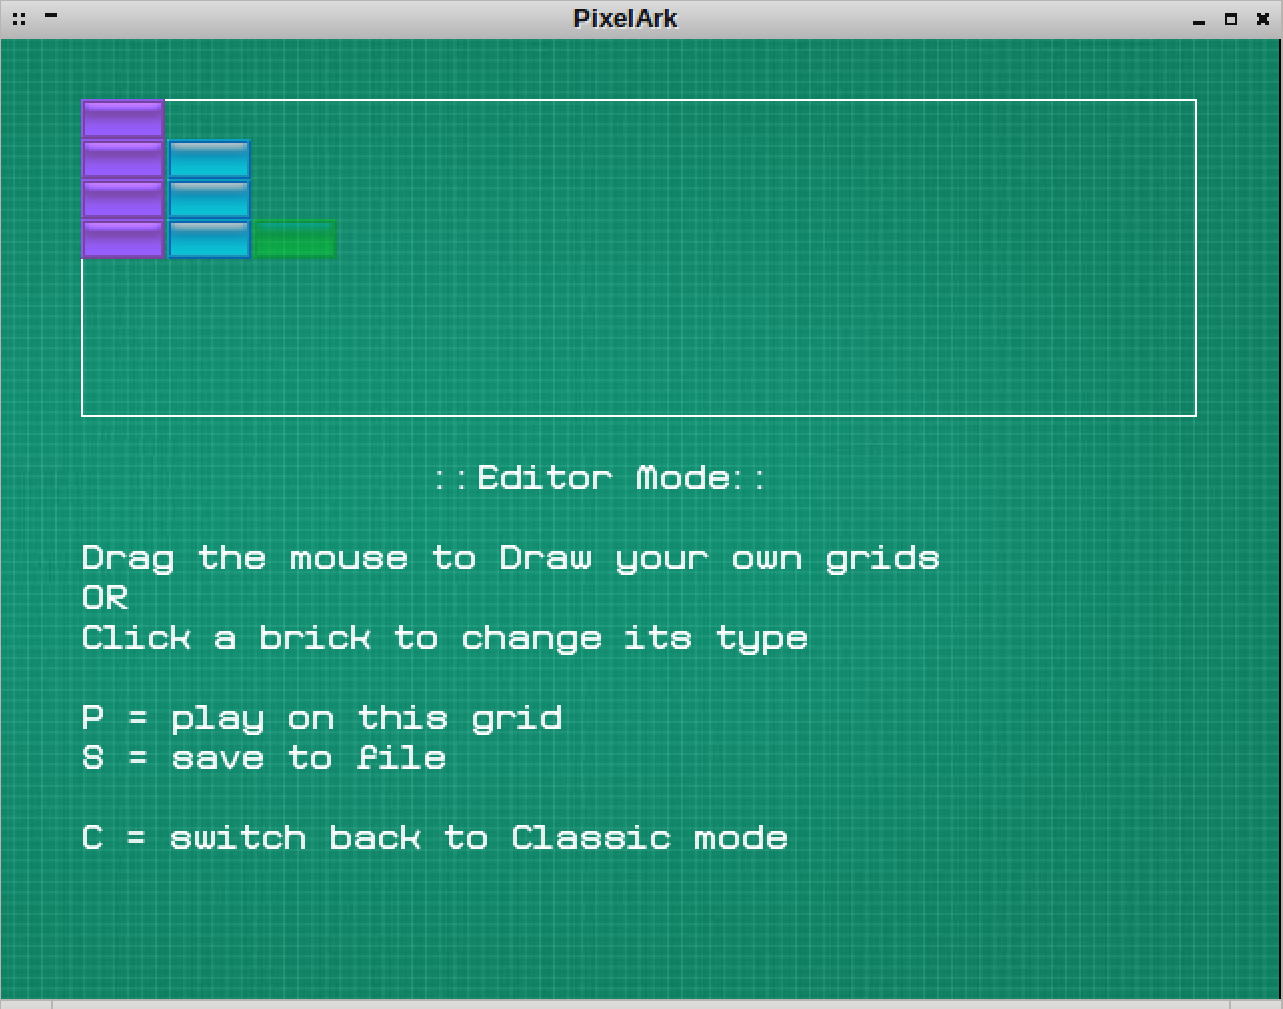 PixelArk
::Editor Mode::
Drag the mouse to Draw your own grids
OR
Click a brick to change its type
P = play on this grid
S = save to file
C = switch back to Classic mode